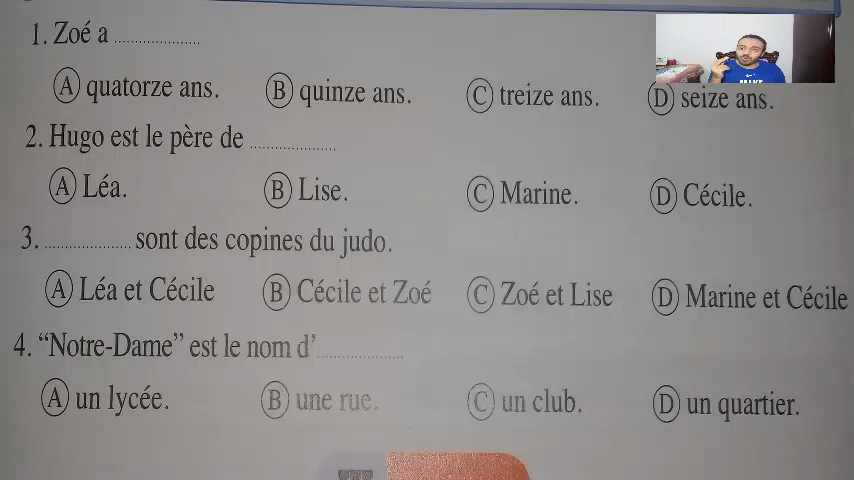 1. Zoé a ....................
A quatorze ans. B quinze ans. C treize ans. D seize ans.
2. Hugo est le père de ....................
A Léa. B Lise. C Marine. D Cécile.
3. .................... sont des copines du judo.
A Léa et Cécile B Cécile et Zoé C Zoé et Lise D Marine et Cécile
4. “Notre-Dame” est le nom d’....................
A un lycée. B une rue. C un club. D un quartier.